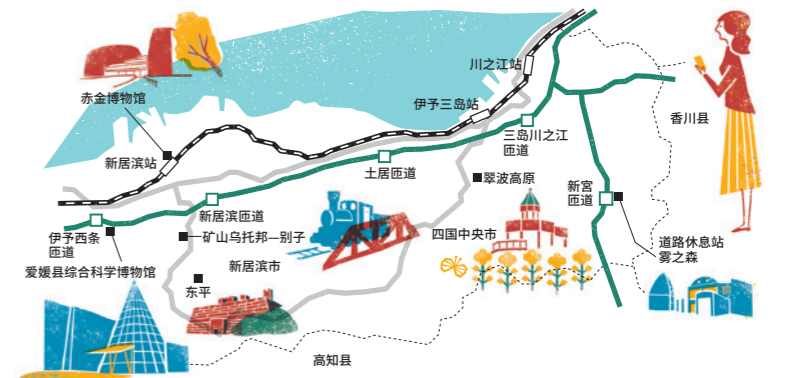 川之江站
赤金博物馆
伊予三岛站
香川县
三岛川之江
匝道
新居滨站
土居匝道
翠波高原
新宫
匝道
新居滨匝道
伊予西条
匝道
矿山乌托邦—别子
四国中央市
道路休息站
雾之森
爱媛县综合科学博物馆
新居滨市
东平
高知县